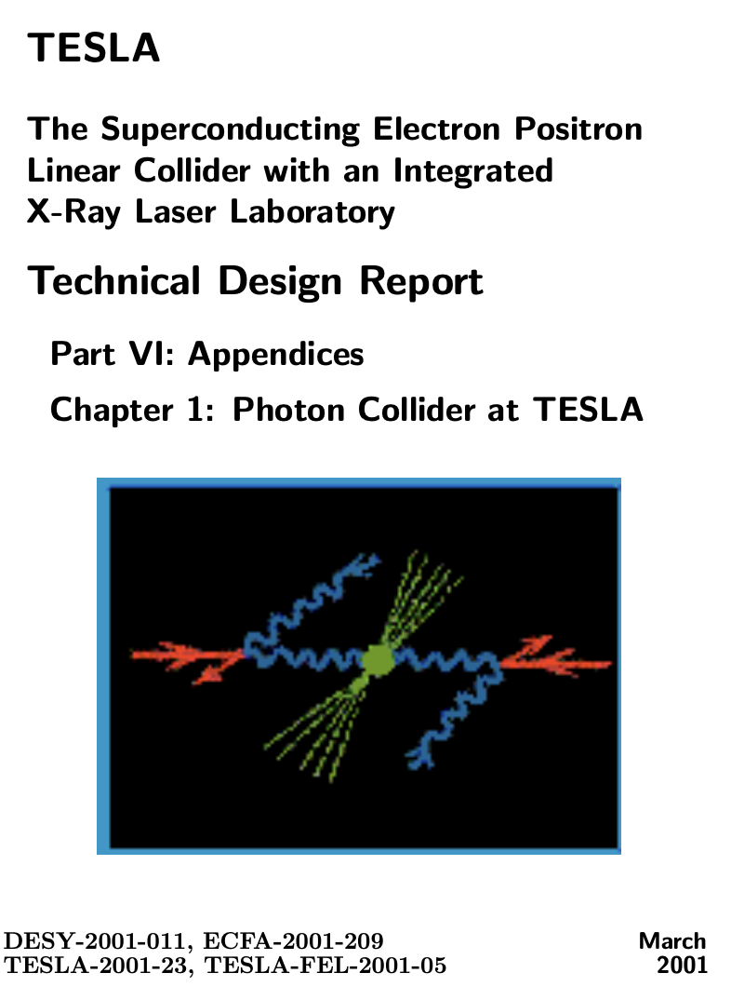 TESLA
The Superconducting Electron Positron
Linear Collider with an Integrated
X-Ray Laser Laboratory
Technical Design Report
Part VI: Appendices
Chapter 1: Photon Collider at TESLA
DESY-2001-011, ECFA-2001-209
TESLA-2001-23, TESLA-FEL-2001-05
March
2001